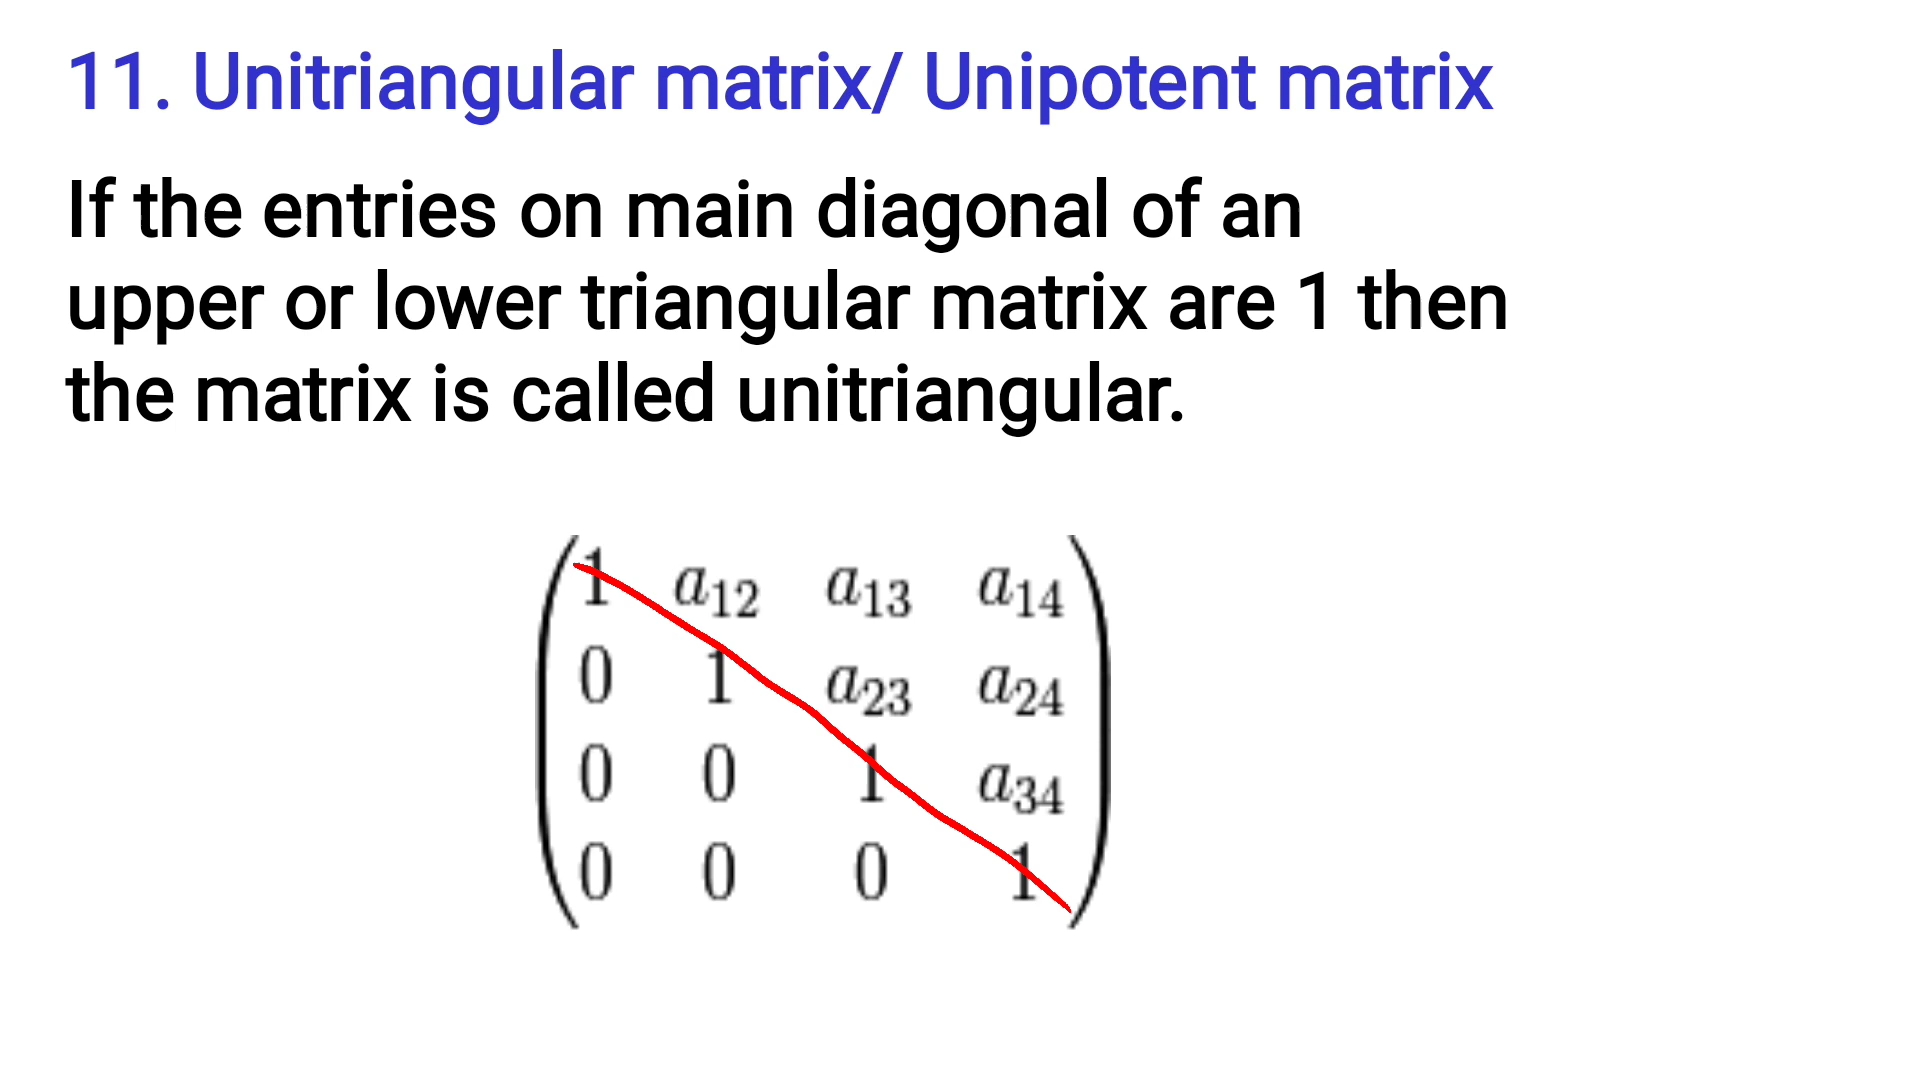 11. Unitriangular matrix/ Unipotent matrix
If the entries on main diagonal of an
upper or lower triangular matrix are 1 then
the matrix is called unitriangular.
1 a12 a13 a14
0 1 a23 a24
0 0 1 a34
0 0 0 1